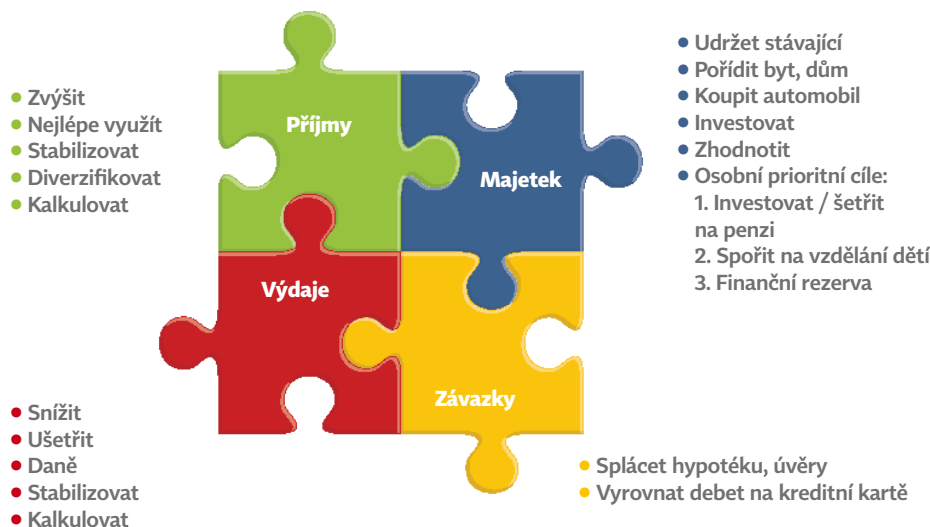 Příjmy
• Zvýšit
• Nejlépe využít
• Stabilizovat
• Diverzifikovat
• Kalkulovat
Majetek
• Udržet stávající
• Pořídit byt, dům
• Koupit automobil
• Investovat
• Zhodnotit
• Osobní prioritní cíle:
1. Investovat / šetřit
na penzi
2. Spořit na vzdělání dětí
3. Finanční rezerva
Výdaje
• Snížit
• Ušetřit
• Daně
• Stabilizovat
• Kalkulovat
Závazky
• Splácet hypotéku, úvěry
• Vyrovnat debet na kreditní kartě